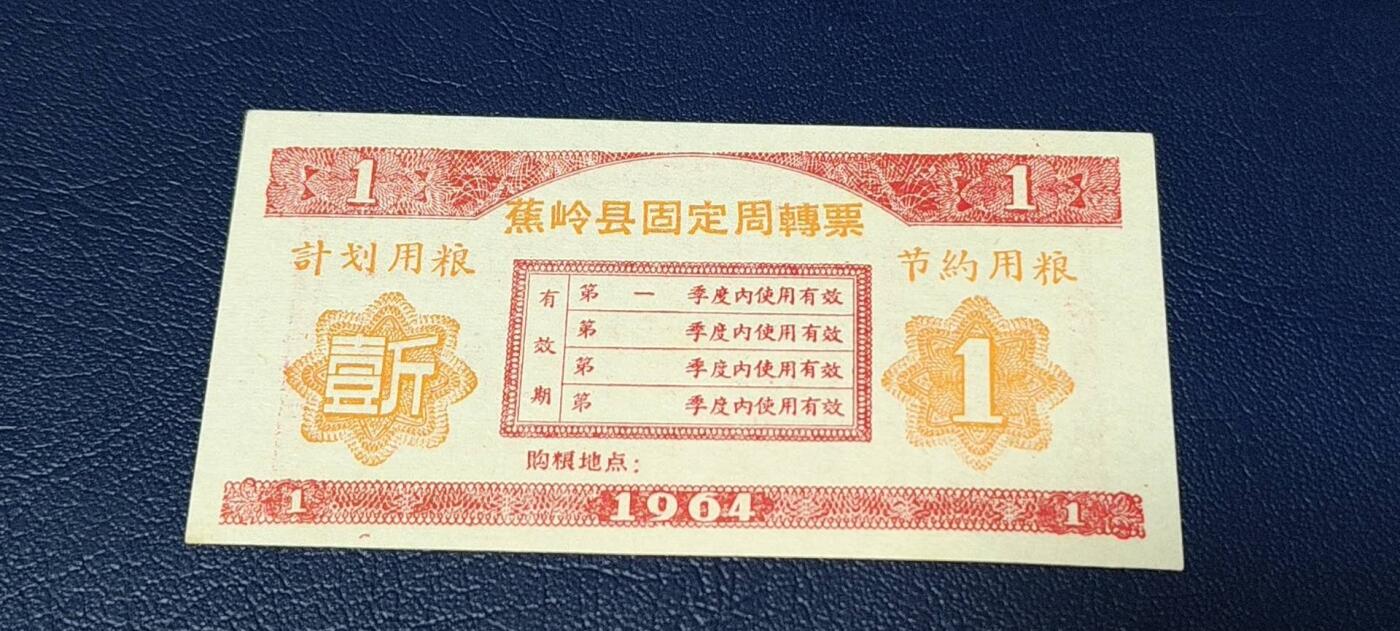 1 1
蕉岭县固定周轉票
計划用粮 节約用粮
有效期
第一季度内使用有效
第 季度内使用有效
第 季度内使用有效
第 季度内使用有效
壹斤 1
购粮地点：
1 1964 1